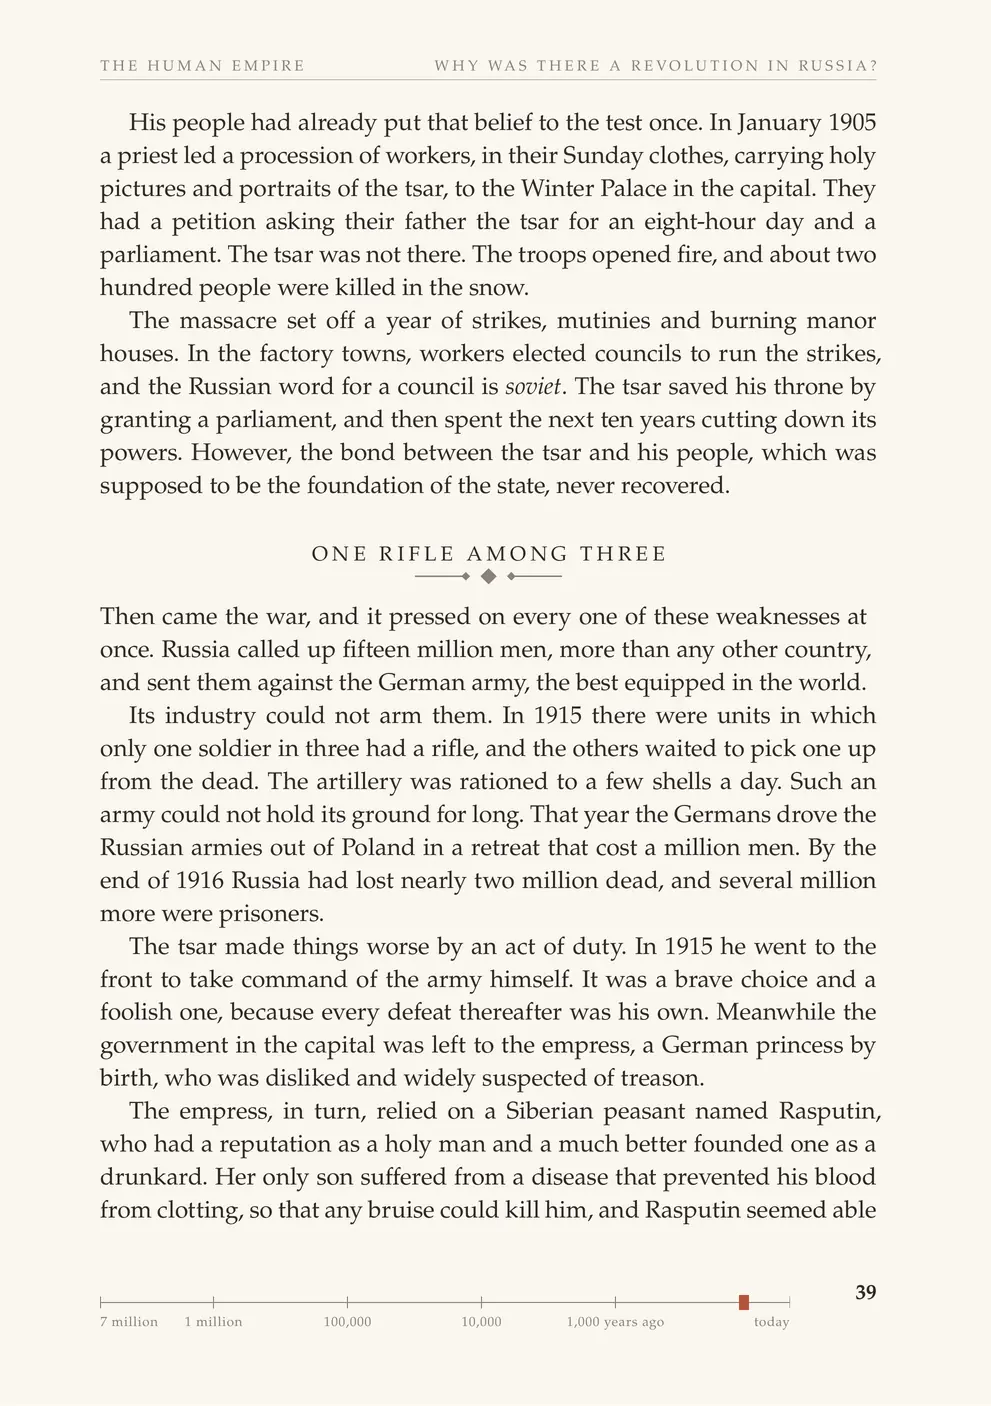 THE HUMAN EMPIRE
WHY WAS THERE A REVOLUTION IN RUSSIA?
His people had already put that belief to the test once. In January 1905
a priest led a procession of workers, in their Sunday clothes, carrying holy
pictures and portraits of the tsar, to the Winter Palace in the capital. They
had a petition asking their father the tsar for an eight-hour day and a
parliament. The tsar was not there. The troops opened fire, and about two
hundred people were killed in the snow.
The massacre set off a year of strikes, mutinies and burning manor
houses. In the factory towns, workers elected councils to run the strikes,
and the Russian word for a council is soviet. The tsar saved his throne by
granting a parliament, and then spent the next ten years cutting down its
powers. However, the bond between the tsar and his people, which was
supposed to be the foundation of the state, never recovered.
ONE RIFLE AMONG THREE
Then came the war, and it pressed on every one of these weaknesses at
once. Russia called up fifteen million men, more than any other country,
and sent them against the German army, the best equipped in the world.
Its industry could not arm them. In 1915 there were units in which
only one soldier in three had a rifle, and the others waited to pick one up
from the dead. The artillery was rationed to a few shells a day. Such an
army could not hold its ground for long. That year the Germans drove the
Russian armies out of Poland in a retreat that cost a million men. By the
end of 1916 Russia had lost nearly two million dead, and several million
more were prisoners.
The tsar made things worse by an act of duty. In 1915 he went to the
front to take command of the army himself. It was a brave choice and a
foolish one, because every defeat thereafter was his own. Meanwhile the
government in the capital was left to the empress, a German princess by
birth, who was disliked and widely suspected of treason.
The empress, in turn, relied on a Siberian peasant named Rasputin,
who had a reputation as a holy man and a much better founded one as a
drunkard. Her only son suffered from a disease that prevented his blood
from clotting, so that any bruise could kill him, and Rasputin seemed able
39
7 million 1 million 100,000 10,000 1,000 years ago today